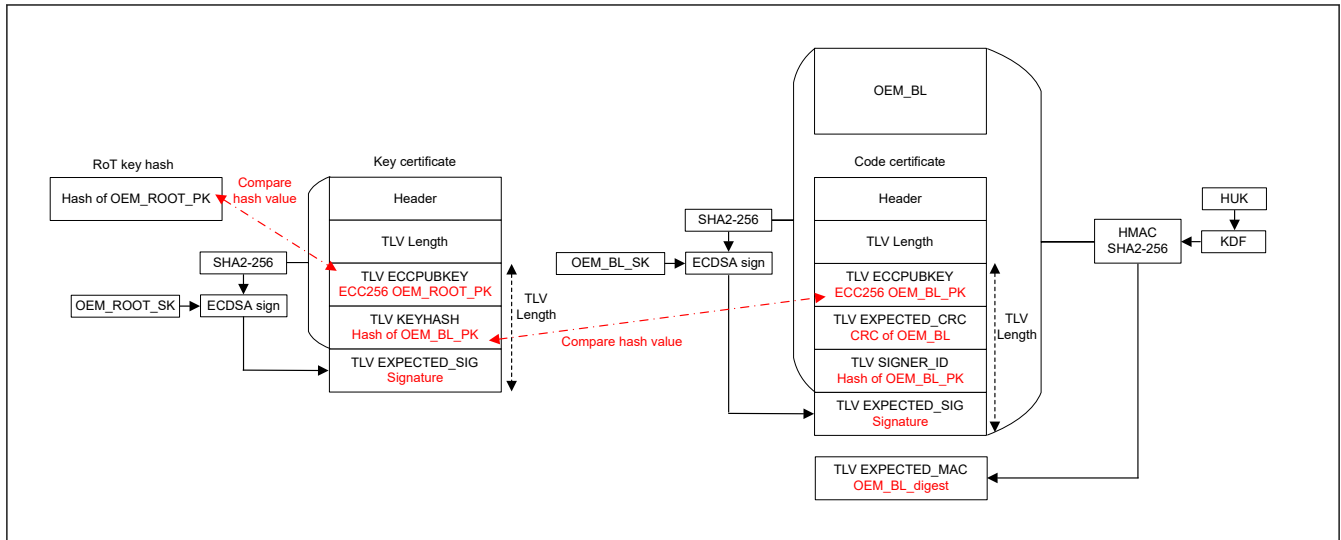 RoT key hash
Hash of OEM_ROOT_PK
Compare
hash value
SHA2-256
OEM_ROOT_SK
ECDSA sign
Key certificate
Header
TLV Length
TLV ECCPUBKEY
ECC256 OEM_ROOT_PK
TLV KEYHASH
Hash of OEM_BL_PK
TLV EXPECTED_SIG
Signature
TLV
Length
Compare hash value
SHA2-256
OEM_BL_SK
ECDSA sign
OEM_BL
Code certificate
Header
TLV Length
TLV ECCPUBKEY
ECC256 OEM_BL_PK
TLV EXPECTED_CRC
CRC of OEM_BL
TLV SIGNER_ID
Hash of OEM_BL_PK
TLV EXPECTED_SIG
Signature
TLV
Length
TLV EXPECTED_MAC
OEM_BL_digest
HMAC
SHA2-256
HUK
KDF